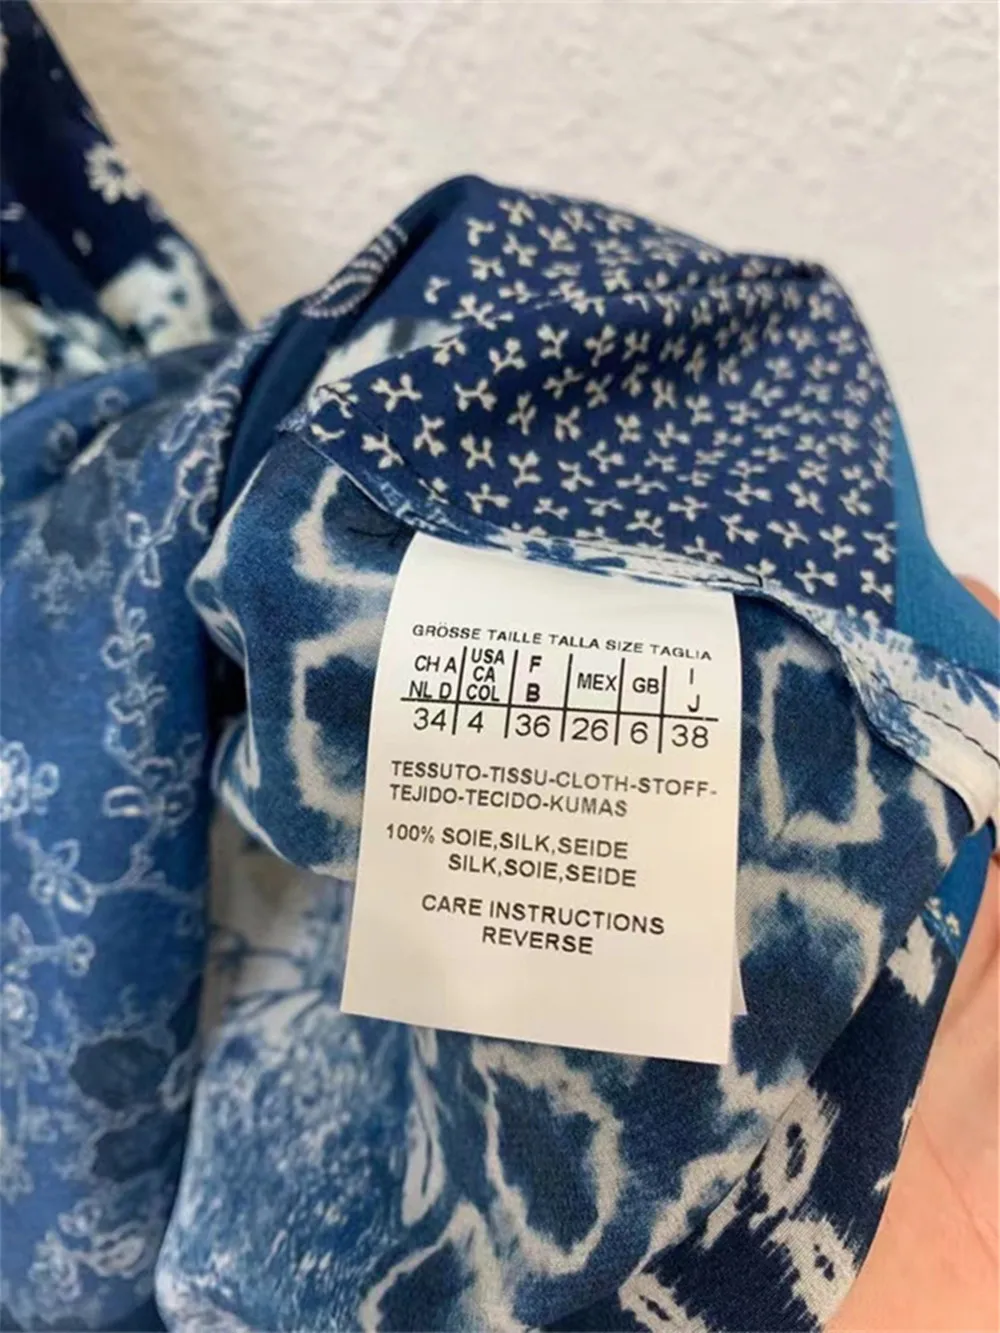 GRÖSSE TAILLE TALLA SIZE TAGLIA
CH A NL D | USA CA COL | F B | MEX | GB | I J
34 | 4 | 36 | 26 | 6 | 38
TESSUTO-TISSU-CLOTH-STOFF-
TEJIDO-TECIDO-KUMAS
100% SOIE,SILK,SEIDE
SILK,SOIE,SEIDE
CARE INSTRUCTIONS
REVERSE